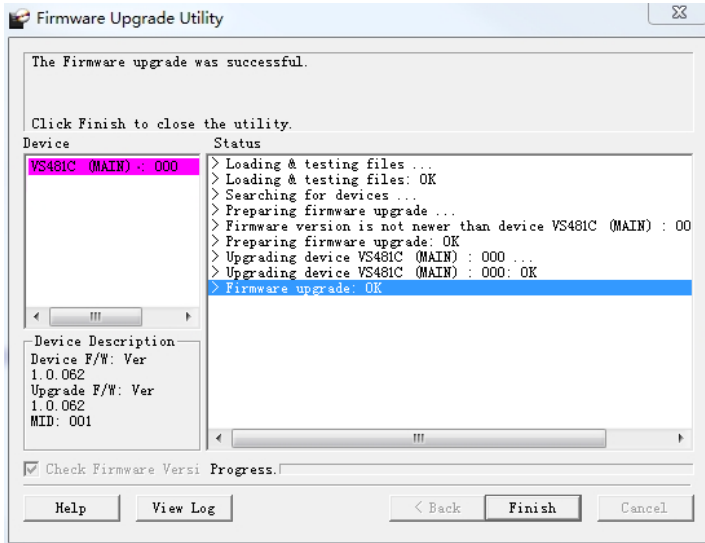 Firmware Upgrade Utility
The Firmware upgrade was successful.
Click Finish to close the utility.
Device
VS481C (MAIN) -: 000
Device Description
Device F/W: Ver
1.0.062
Upgrade F/W: Ver
1.0.062
MID: 001
Status
> Loading & testing files ...
> Loading & testing files: OK
> Searching for devices ...
> Preparing firmware upgrade ...
> Firmware version is not newer than device VS481C (MAIN) : 00
> Preparing firmware upgrade: OK
> Upgrading device VS481C (MAIN) : 000 ...
> Upgrading device VS481C (MAIN) : 000: OK
> Firmware upgrade: OK
Check Firmware Versi Progress.
Help View Log < Back Finish Cancel